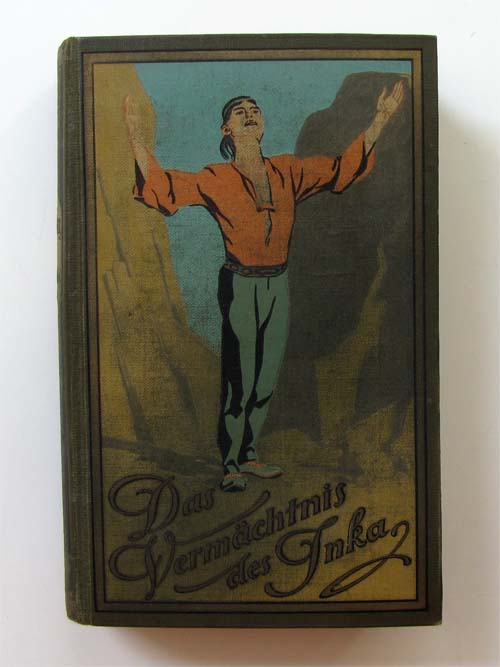 Das
Vermächtnis
des Inka